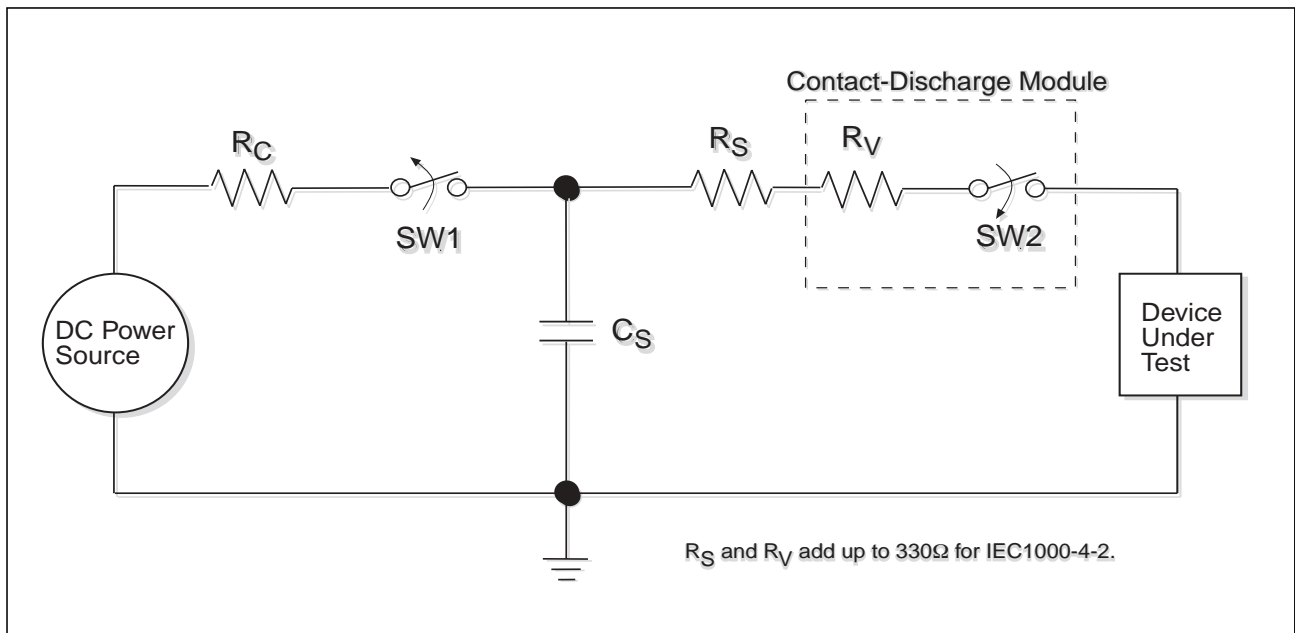 Contact-Discharge Module
RC
RS
RV
SW1
SW2
DC Power
Source
CS
Device
Under
Test
RS and RV add up to 330Ω for IEC1000-4-2.